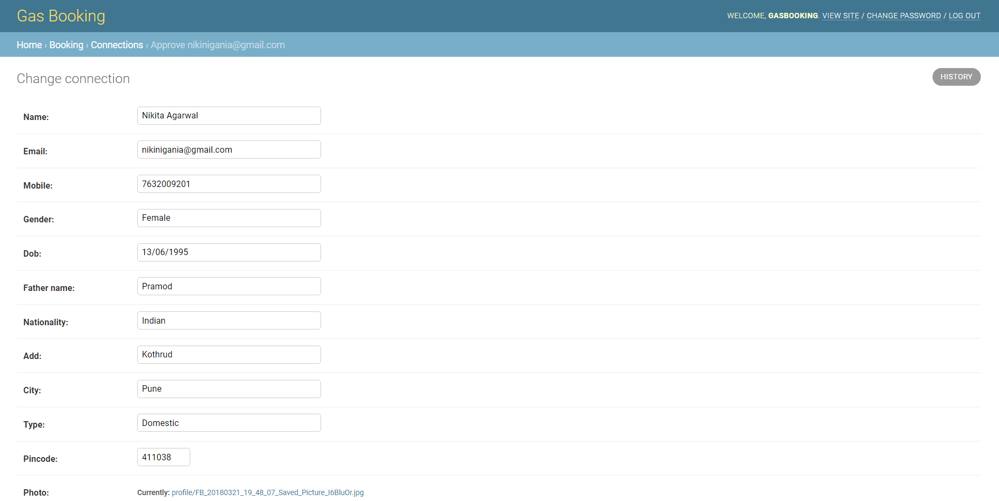 Gas Booking
WELCOME, GASBOOKING. VIEW SITE / CHANGE PASSWORD / LOG OUT
Home › Booking › Connections › Approve nikinigania@gmail.com
Change connection
HISTORY
Name: Nikita Agarwal
Email: nikinigania@gmail.com
Mobile: 7632009201
Gender: Female
Dob: 13/06/1995
Father name: Pramod
Nationality: Indian
Add: Kothrud
City: Pune
Type: Domestic
Pincode: 411038
Photo: Currently: profile/FB_20180321_19_48_07_Saved_Picture_I6BluOr.jpg